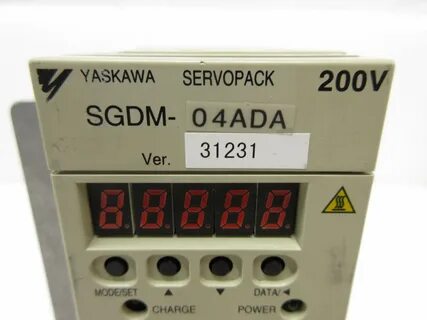 YASKAWA SERVOPACK 200V
SGDM-04ADA
Ver. 31231
MODE/SET ▲ ▼ DATA/◄
CHARGE POWER